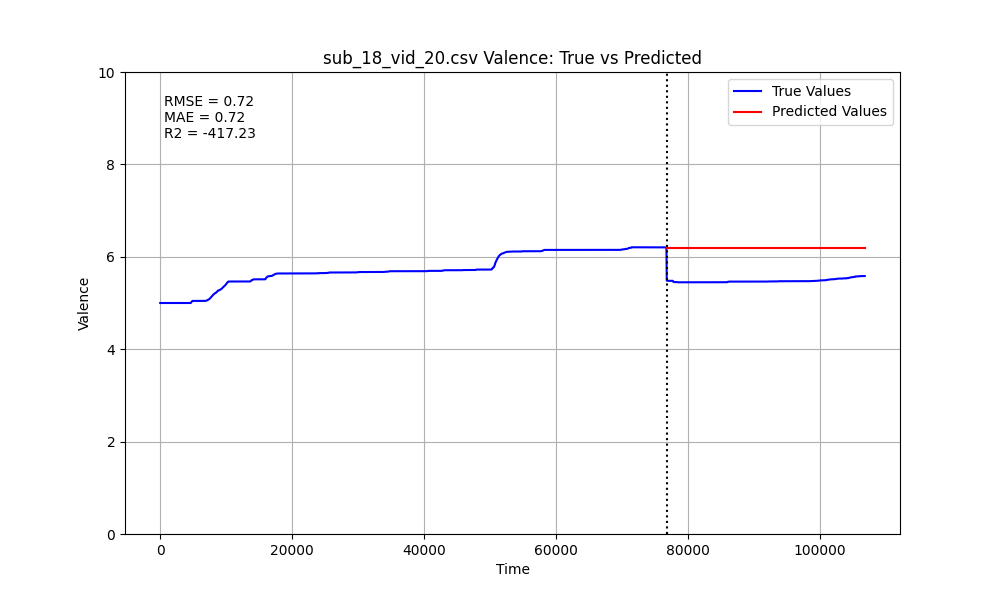 sub_18_vid_20.csv Valence: True vs Predicted
RMSE = 0.72
MAE = 0.72
R2 = -417.23
True Values
Predicted Values
10
8
6
4
2
0
Valence
0 20000 40000 60000 80000 100000
Time